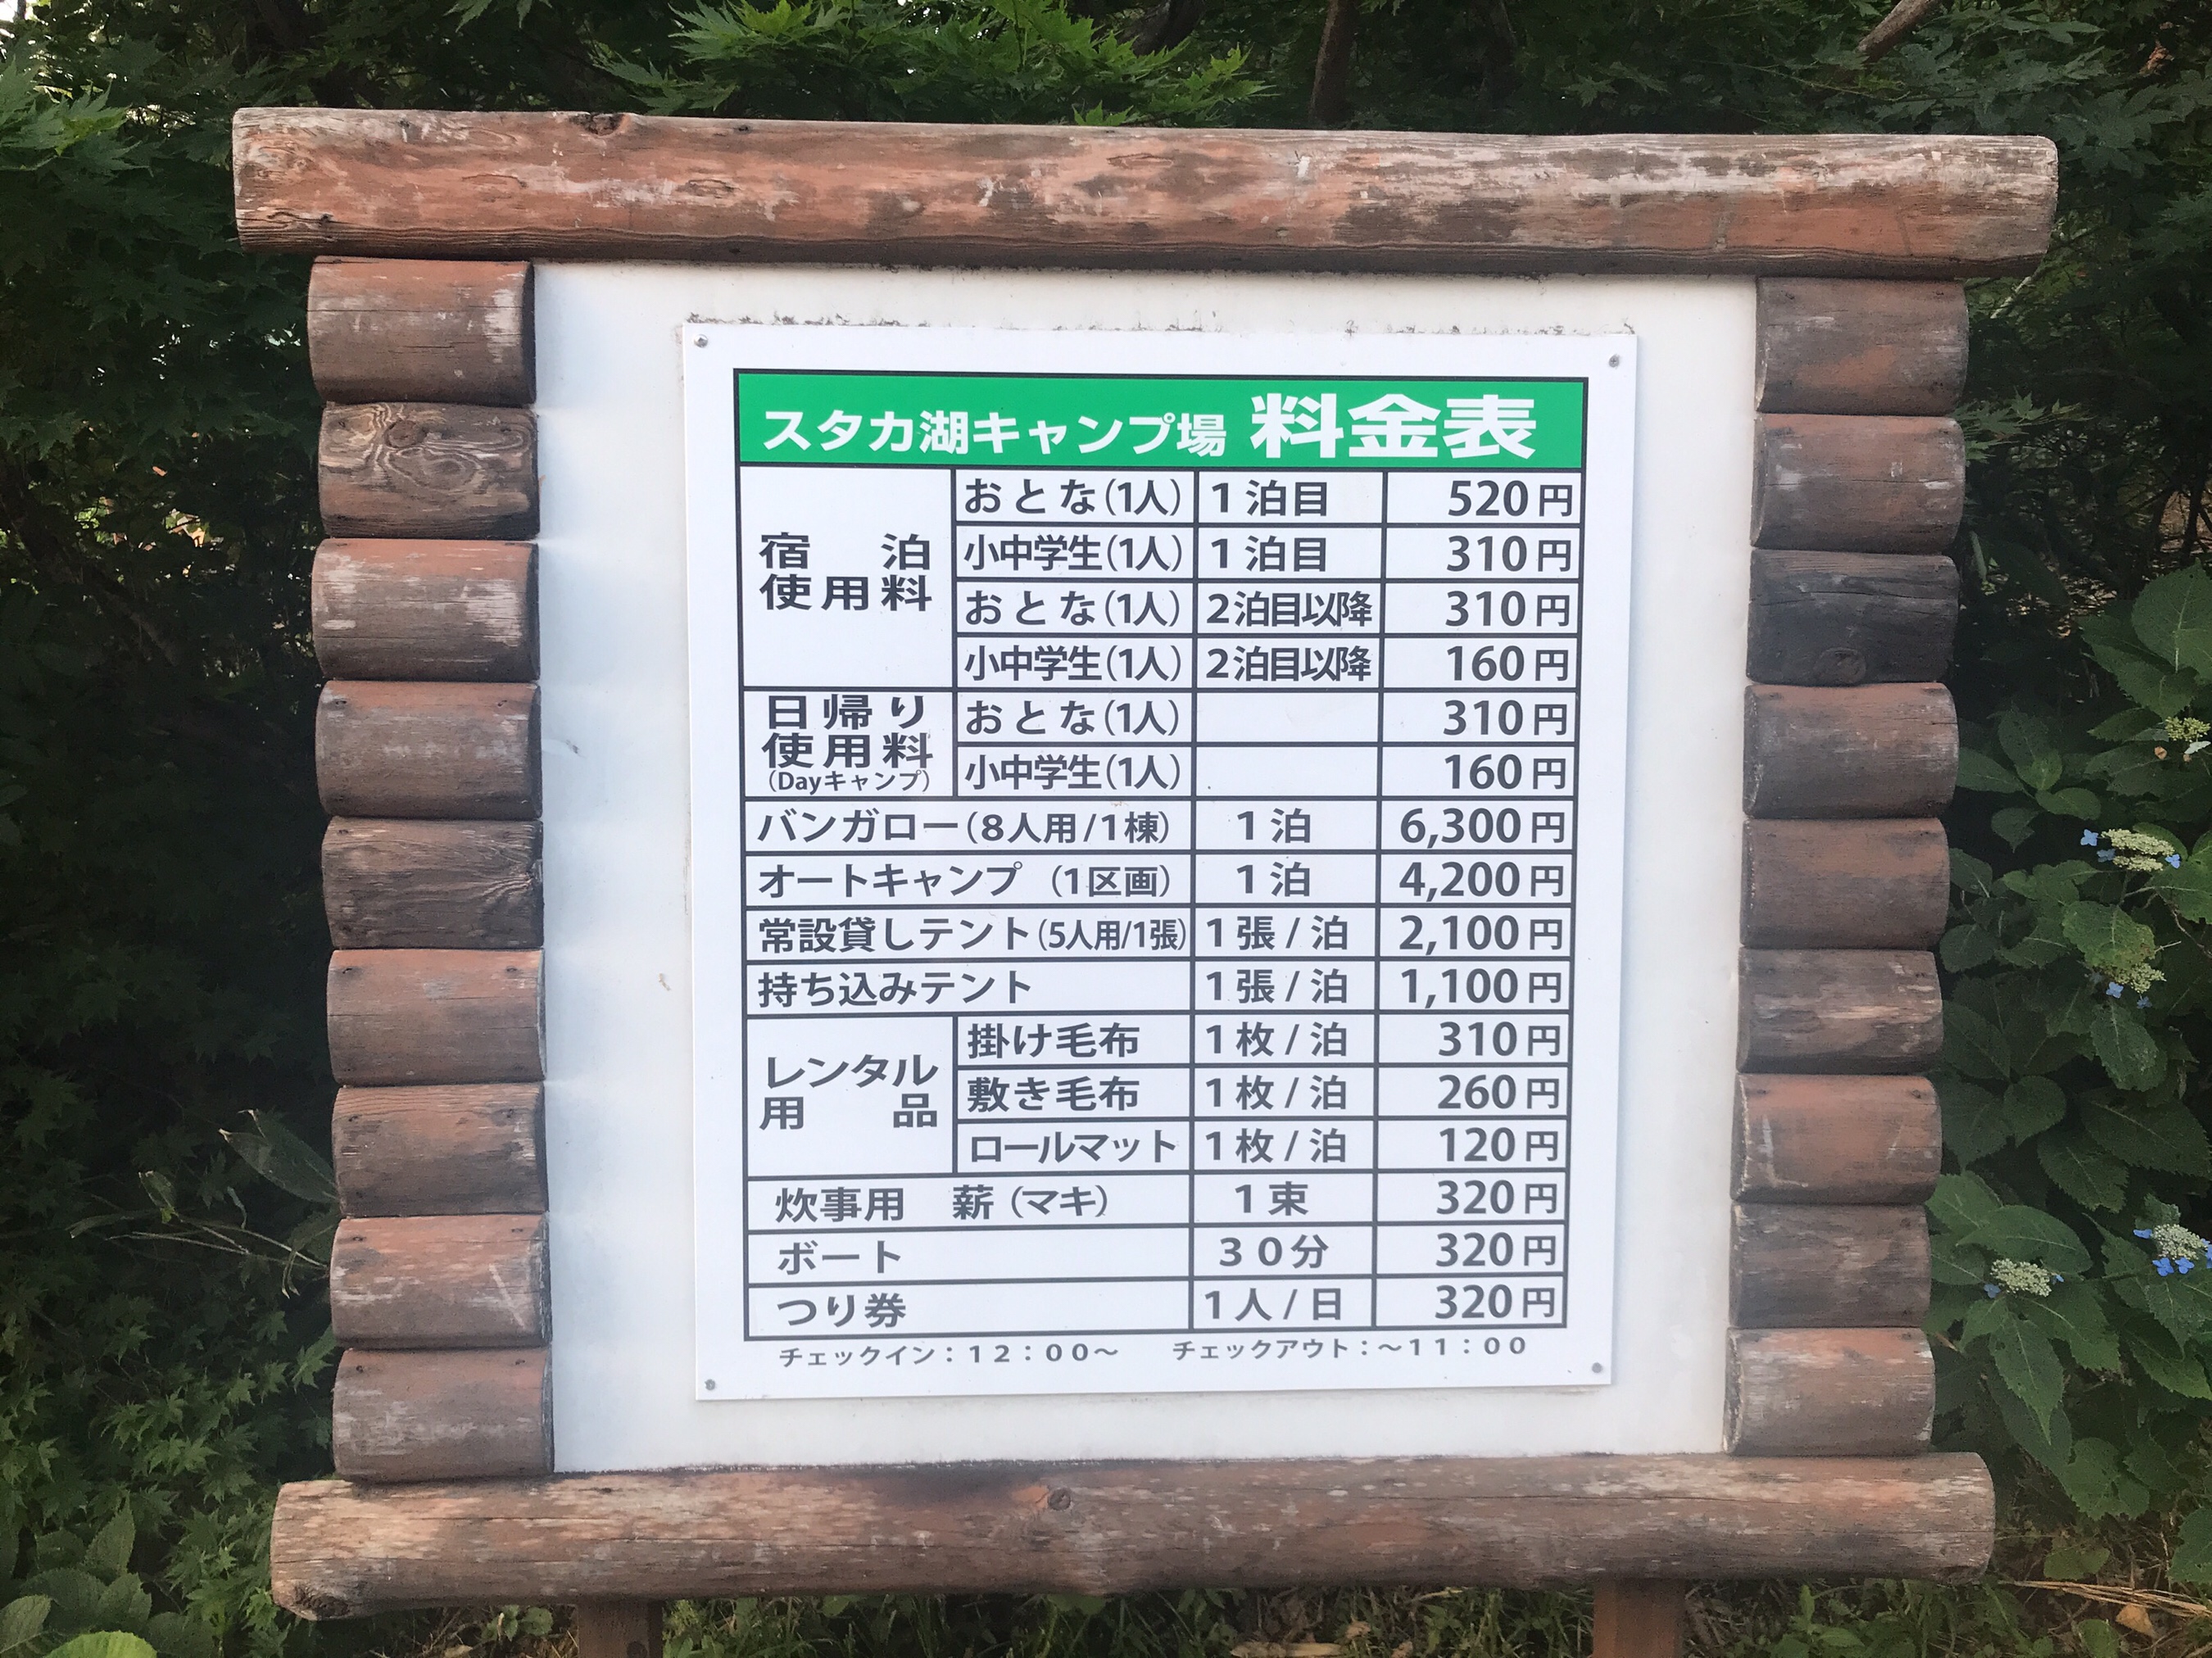 スタカ湖キャンプ場 料金表
宿泊使用料 おとな(1人) 1泊目 520円
小中学生(1人) 1泊目 310円
おとな(1人) 2泊目以降 310円
小中学生(1人) 2泊目以降 160円
日帰り使用料(Dayキャンプ) おとな(1人) 310円
小中学生(1人) 160円
バンガロー(8人用/1棟) 1泊 6,300円
オートキャンプ (1区画) 1泊 4,200円
常設貸しテント(5人用/1張) 1張/泊 2,100円
持ち込みテント 1張/泊 1,100円
レンタル用品 掛け毛布 1枚/泊 310円
敷き毛布 1枚/泊 260円
ロールマット 1枚/泊 120円
炊事用 薪(マキ) 1束 320円
ボート 30分 320円
つり券 1人/日 320円
チェックイン:12:00〜 チェックアウト:〜11:00